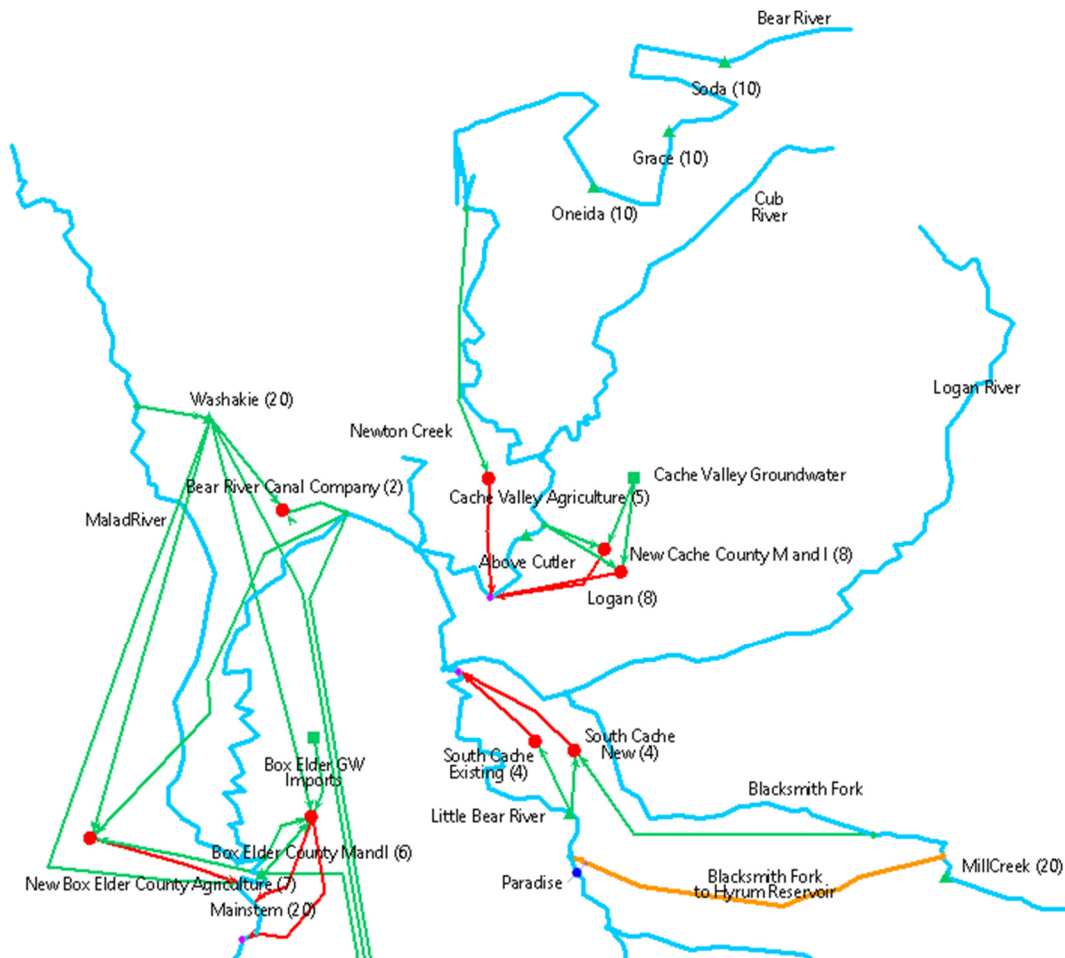 Bear River
Soda (10)
Grace (10)
Oneida (10)
Cub
River
Logan River
Washakie (20)
Newton Creek
Cache Valley Groundwater
Bear River Canal Company (2)
Cache Valley Agriculture (5)
MaladRiver
Above Cutler
New Cache County M and I (8)
Logan (8)
South Cache
New (4)
South Cache
Existing (4)
Box Elder GW
Imports
Little Bear River
Blacksmith Fork
Box Elder County MandI (6)
New Box Elder County Agriculture (7)
Mainstem (20)
Paradise
Blacksmith Fork
to Hyrum Reservoir
MillCreek (20)